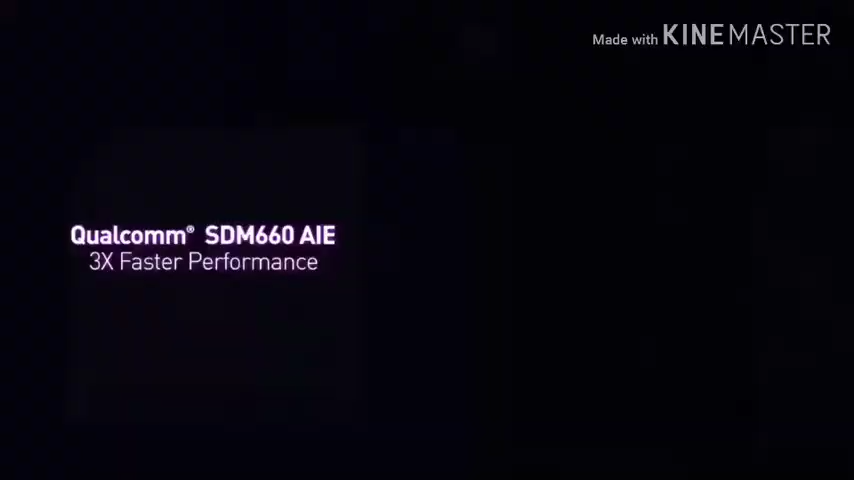 Made with KINEMASTER
Qualcomm® SDM660 AIE
3X Faster Performance